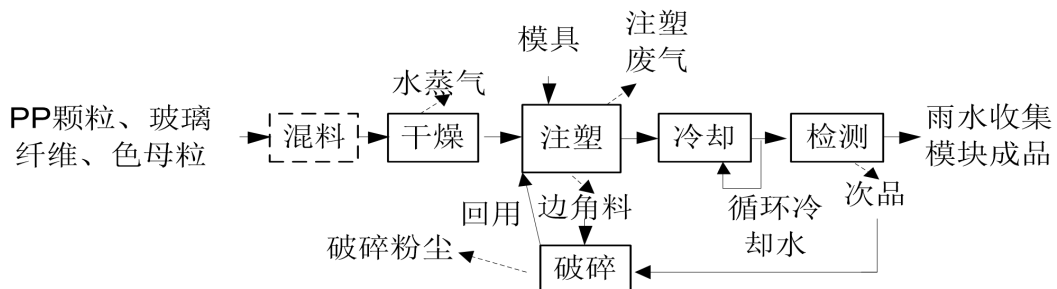 模具
注塑
废气
水蒸气
PP颗粒、玻璃
纤维、色母粒
混料
干燥
注塑
冷却
检测
雨水收集
模块成品
回用
边角料
循环冷
却水
次品
破碎粉尘
破碎